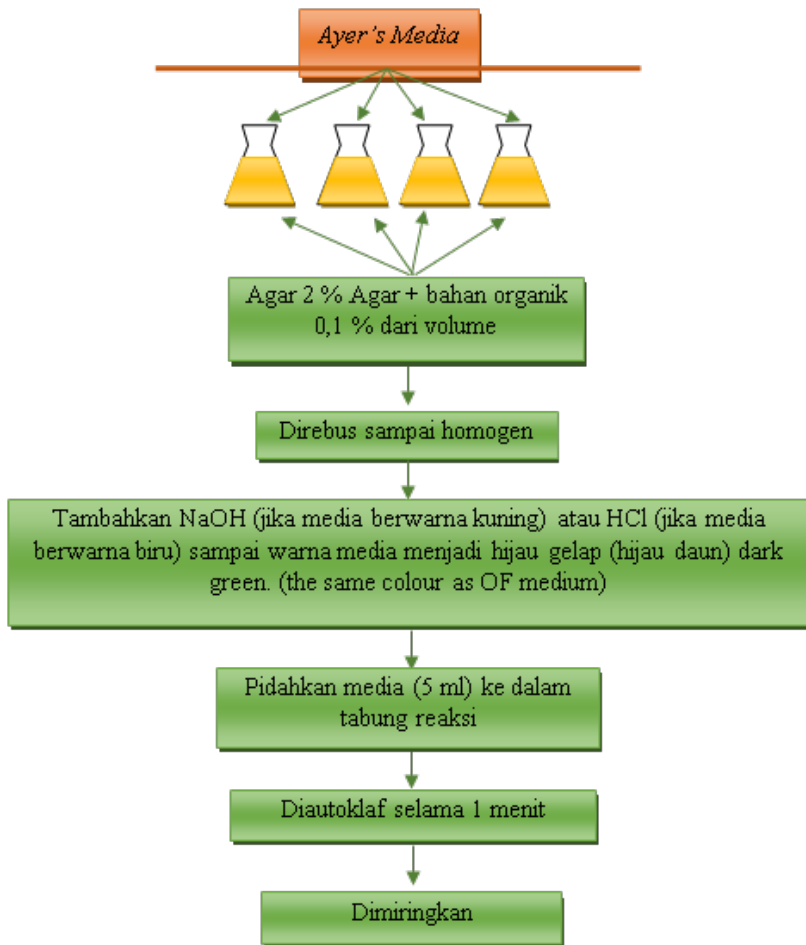 Ayer's Media
Agar 2 % Agar + bahan organik
0,1 % dari volume
Direbus sampai homogen
Tambahkan NaOH (jika media berwarna kuning) atau HCl (jika media
berwarna biru) sampai warna media menjadi hijau gelap (hijau daun) dark
green. (the same colour as OF medium)
Pidahkan media (5 ml) ke dalam
tabung reaksi
Diautoklaf selama 1 menit
Dimiringkan